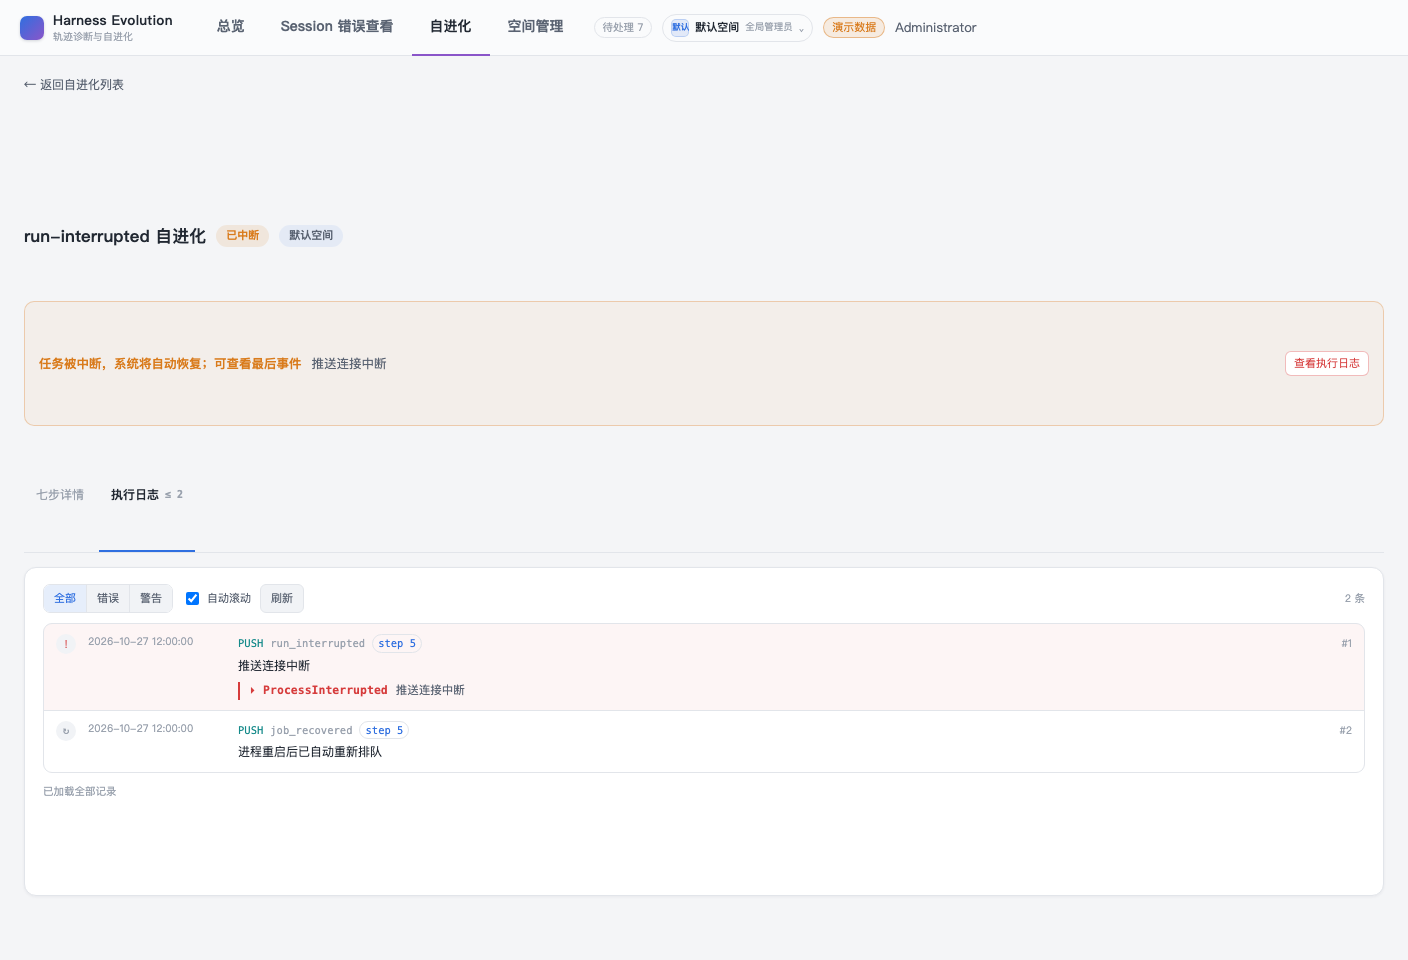 Harness Evolution
轨迹诊断与自进化
总览
Session 错误查看
自进化
空间管理
待处理 7
默认 默认空间 全局管理员
演示数据
Administrator
← 返回自进化列表
run-interrupted 自进化 已中断 默认空间
任务被中断，系统将自动恢复；可查看最后事件 推送连接中断
查看执行日志
七步详情
执行日志 ≤ 2
全部 错误 警告 自动滚动 刷新
2 条
! 2026-10-27 12:00:00 PUSH run_interrupted step 5 #1
推送连接中断
ProcessInterrupted 推送连接中断
↻ 2026-10-27 12:00:00 PUSH job_recovered step 5 #2
进程重启后已自动重新排队
已加载全部记录